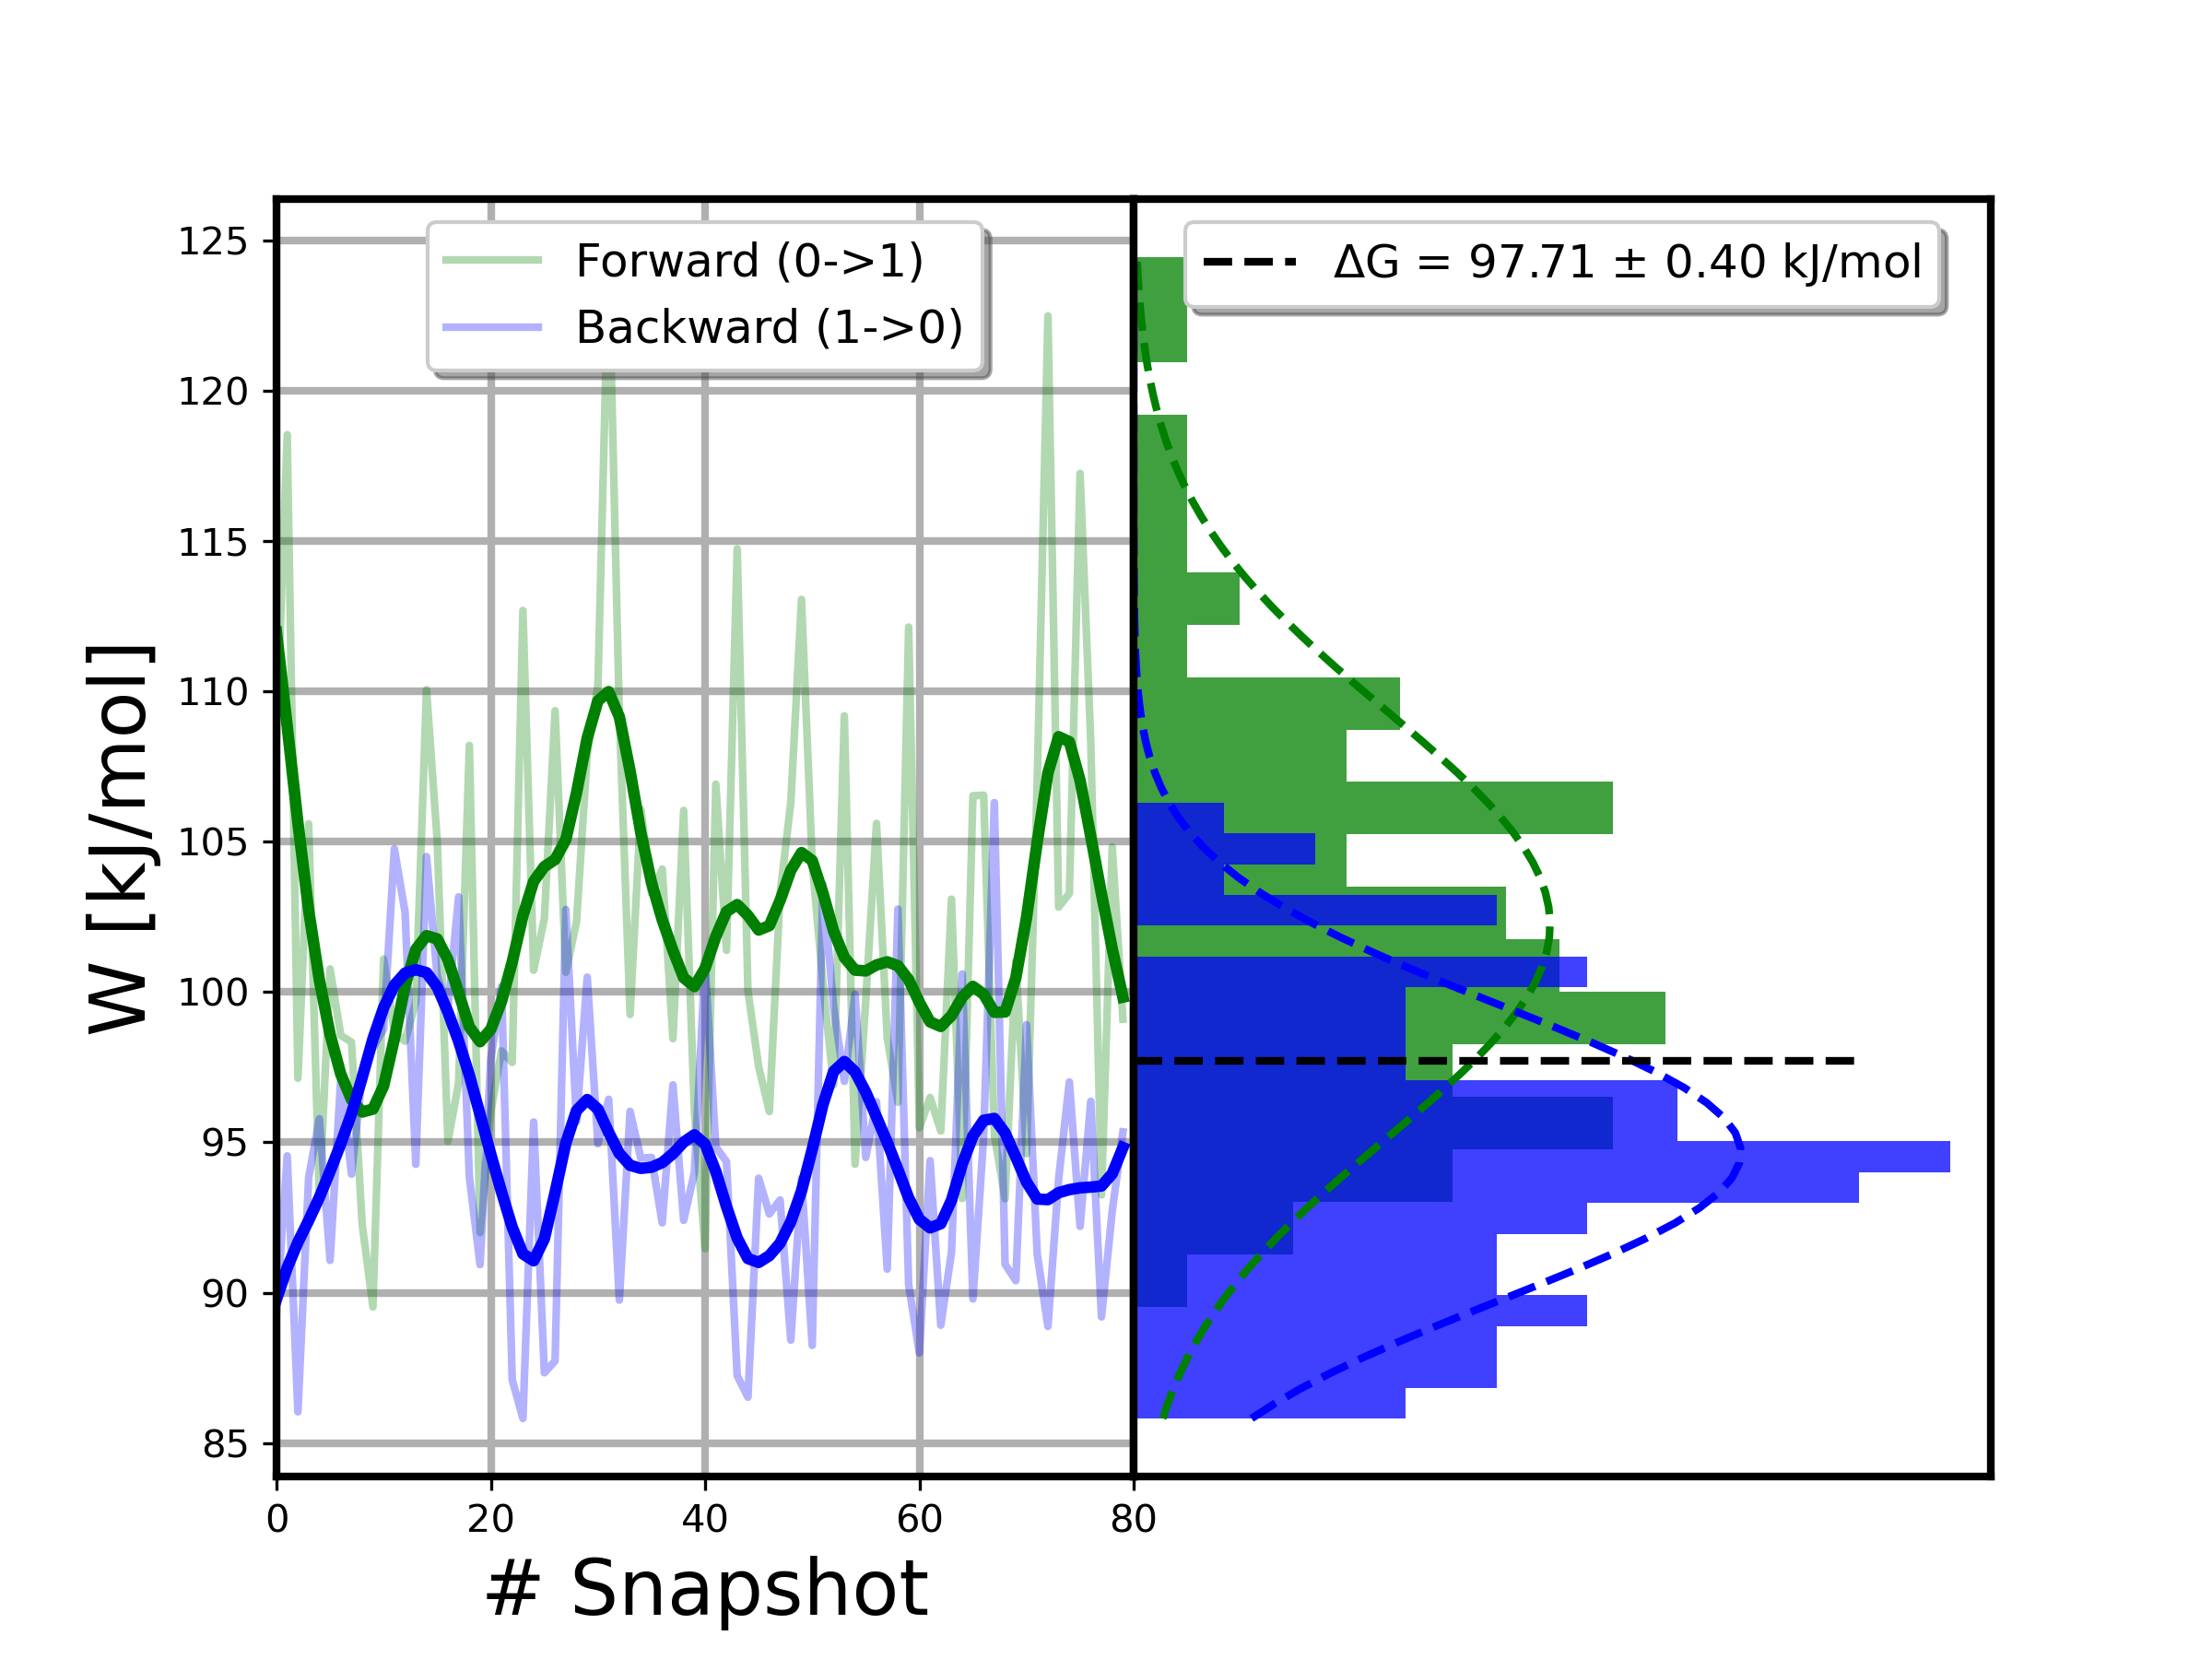 Forward (0->1)
Backward (1->0)
ΔG = 97.71 ± 0.40 kJ/mol
W [kJ/mol]
125
120
115
110
105
100
95
90
85
0 20 40 60 80
# Snapshot